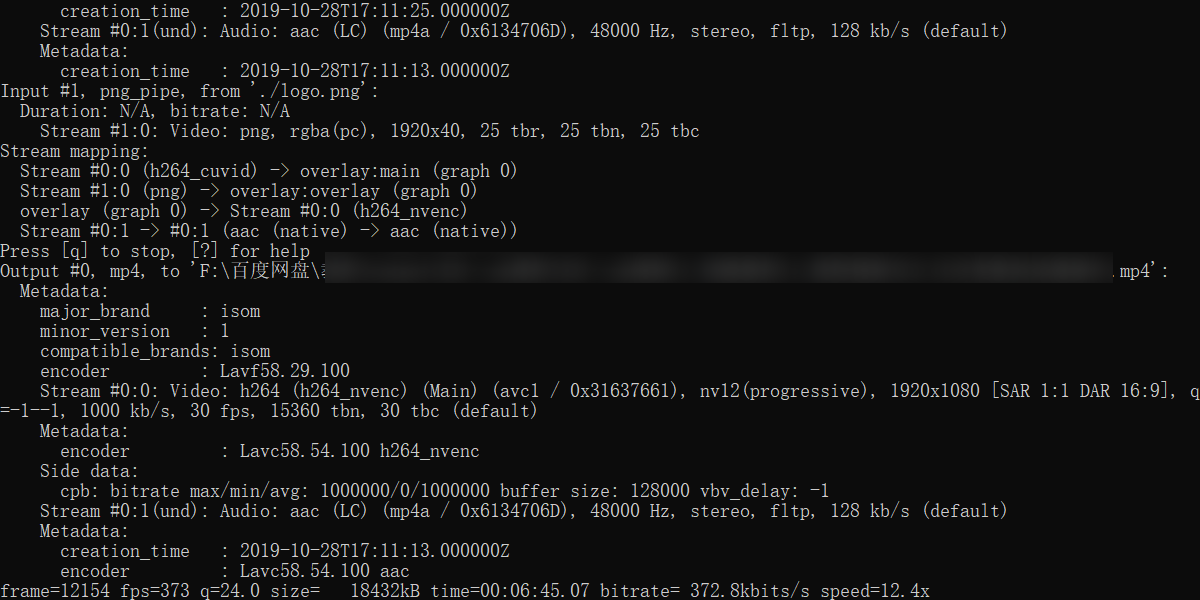 creation_time : 2019-10-28T17:11:25.000000Z
Stream #0:1(und): Audio: aac (LC) (mp4a / 0x6134706D), 48000 Hz, stereo, fltp, 128 kb/s (default)
Metadata:
creation_time : 2019-10-28T17:11:13.000000Z
Input #1, png_pipe, from './logo.png':
Duration: N/A, bitrate: N/A
Stream #1:0: Video: png, rgba(pc), 1920x40, 25 tbr, 25 tbn, 25 tbc
Stream mapping:
Stream #0:0 (h264_cuvid) -> overlay:main (graph 0)
Stream #1:0 (png) -> overlay:overlay (graph 0)
overlay (graph 0) -> Stream #0:0 (h264_nvenc)
Stream #0:1 -> #0:1 (aac (native) -> aac (native))
Press [q] to stop, [?] for help
Output #0, mp4, to 'F:\百度网盘\ .mp4':
Metadata:
major_brand : isom
minor_version : 1
compatible_brands: isom
encoder : Lavf58.29.100
Stream #0:0: Video: h264 (h264_nvenc) (Main) (avc1 / 0x31637661), nv12(progressive), 1920x1080 [SAR 1:1 DAR 16:9], q
=-1--1, 1000 kb/s, 30 fps, 15360 tbn, 30 tbc (default)
Metadata:
encoder : Lavc58.54.100 h264_nvenc
Side data:
cpb: bitrate max/min/avg: 1000000/0/1000000 buffer size: 128000 vbv_delay: -1
Stream #0:1(und): Audio: aac (LC) (mp4a / 0x6134706D), 48000 Hz, stereo, fltp, 128 kb/s (default)
Metadata:
creation_time : 2019-10-28T17:11:13.000000Z
encoder : Lavc58.54.100 aac
frame=12154 fps=373 q=24.0 size= 18432kB time=00:06:45.07 bitrate= 372.8kbits/s speed=12.4x